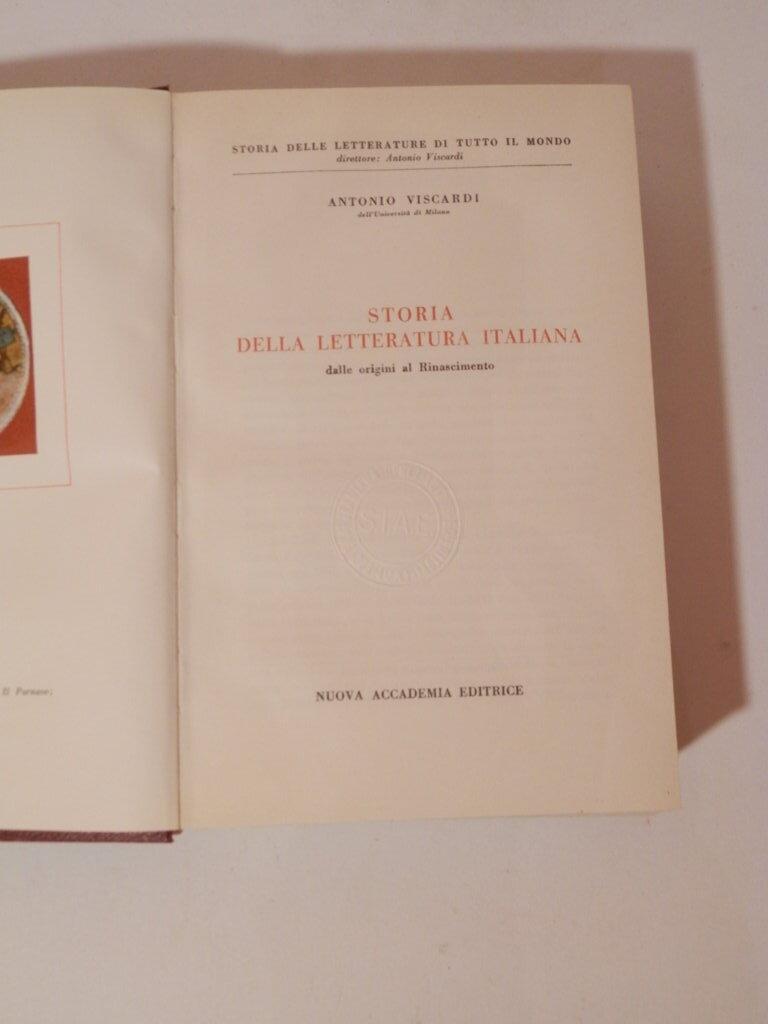 STORIA DELLE LETTERATURE DI TUTTO IL MONDO
direttore: Antonio Viscardi
ANTONIO VISCARDI
dell'Università di Milano
STORIA
DELLA LETTERATURA ITALIANA
dalle origini al Rinascimento
S.I.A.E.
NUOVA ACCADEMIA EDITRICE
Il Parnaso;